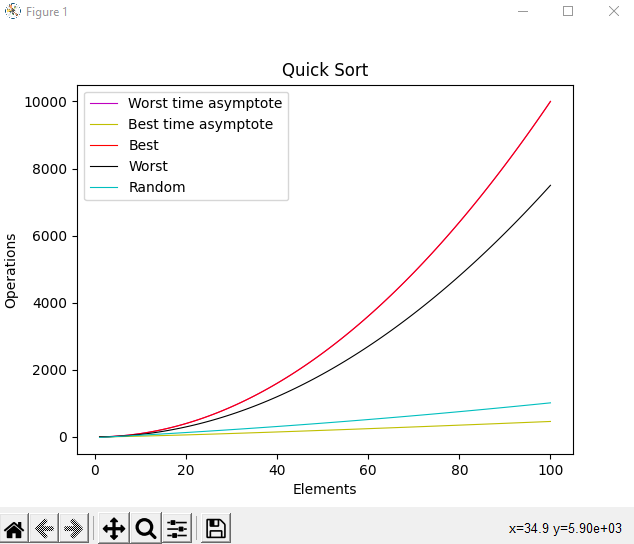 Figure 1
Quick Sort
Worst time asymptote
Best time asymptote
Best
Worst
Random
10000
8000
6000
4000
2000
0
Operations
0 20 40 60 80 100
Elements
x=34.9 y=5.90e+03